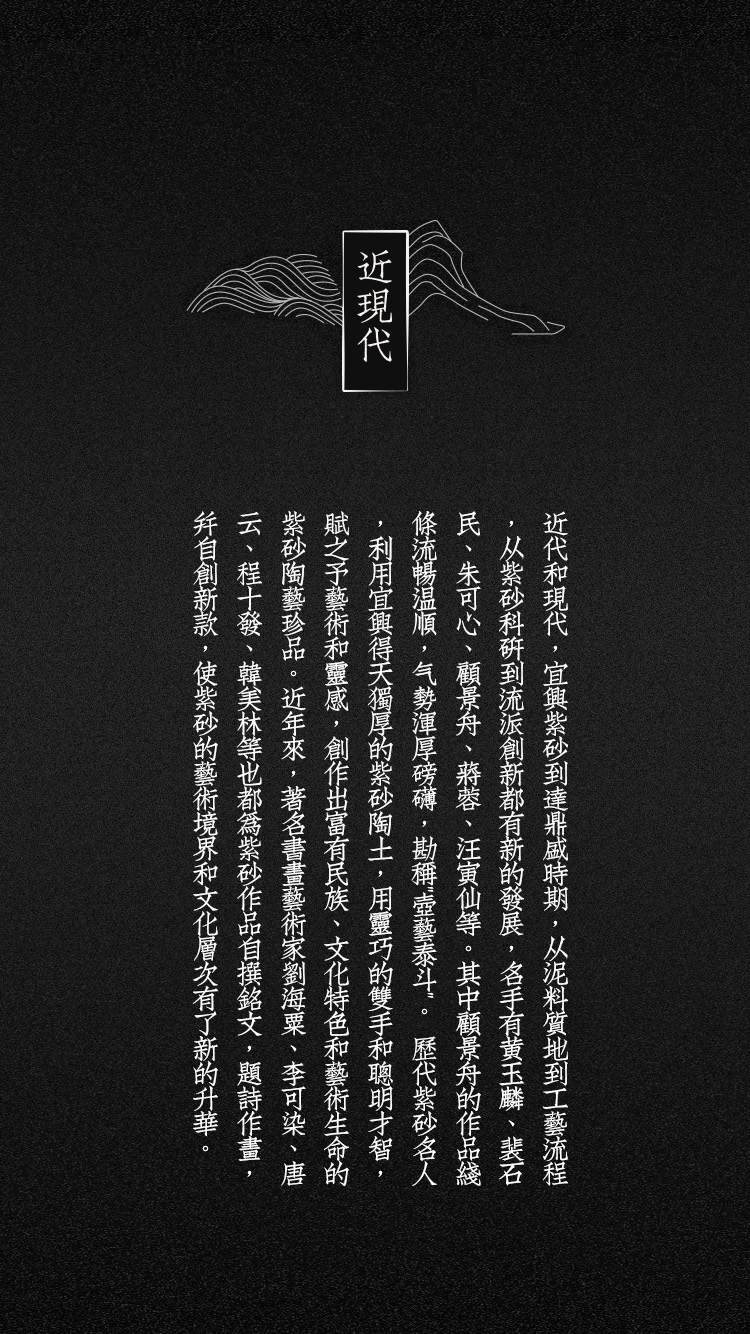 近現代
近代和現代，宜興紫砂到達鼎盛時期，从泥料質地到工藝流程
，从紫砂科研到流派創新都有新的發展，名手有黃玉麟、裴石
民、朱可心、顧景舟、蔣蓉、汪寅仙等。其中顧景舟的作品綫
條流暢温順，气勢渾厚磅礴，勘稱"壺藝泰斗"。 歷代紫砂名人
，利用宜興得天獨厚的紫砂陶土，用靈巧的雙手和聰明才智，
賦之予藝術和靈感，創作出富有民族、文化特色和藝術生命的
紫砂陶藝珍品。近年來，著名書畫藝術家劉海粟、李可染、唐
云、程十發、韓美林等也都爲紫砂作品自撰銘文，題詩作畫，
幷自創新款，使紫砂的藝術境界和文化層次有了新的升華。